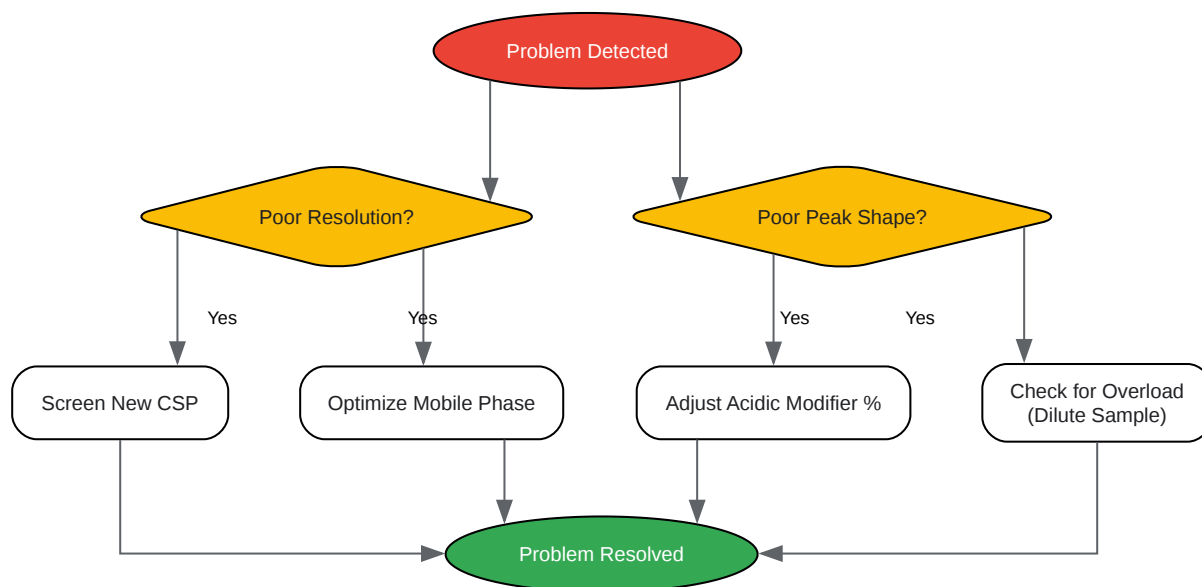 Problem Detected
Poor Resolution?
Poor Peak Shape?
Yes
Yes
Yes
Yes
Screen New CSP
Optimize Mobile Phase
Adjust Acidic Modifier %
Check for Overload
(Dilute Sample)
Problem Resolved